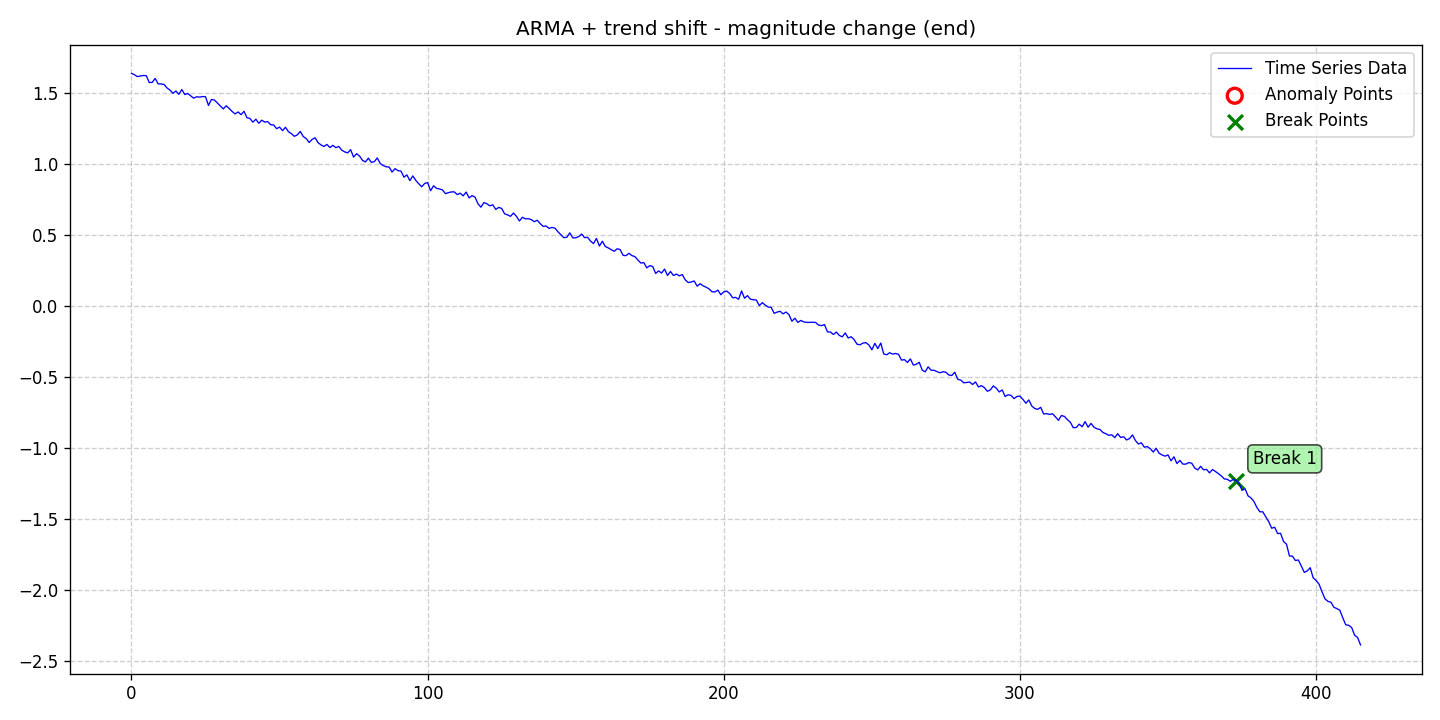 ARMA + trend shift - magnitude change (end)
Time Series Data
Anomaly Points
Break Points
1.5
1.0
0.5
0.0
−0.5
−1.0
−1.5
−2.0
−2.5
Break 1
0
100
200
300
400